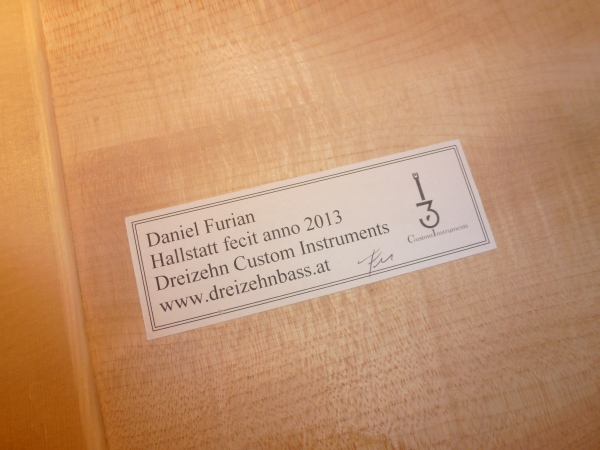 Daniel Furian
Hallstatt fecit anno 2013
Dreizehn Custom Instruments
www.dreizehnbass.at
13
CustomInstruments